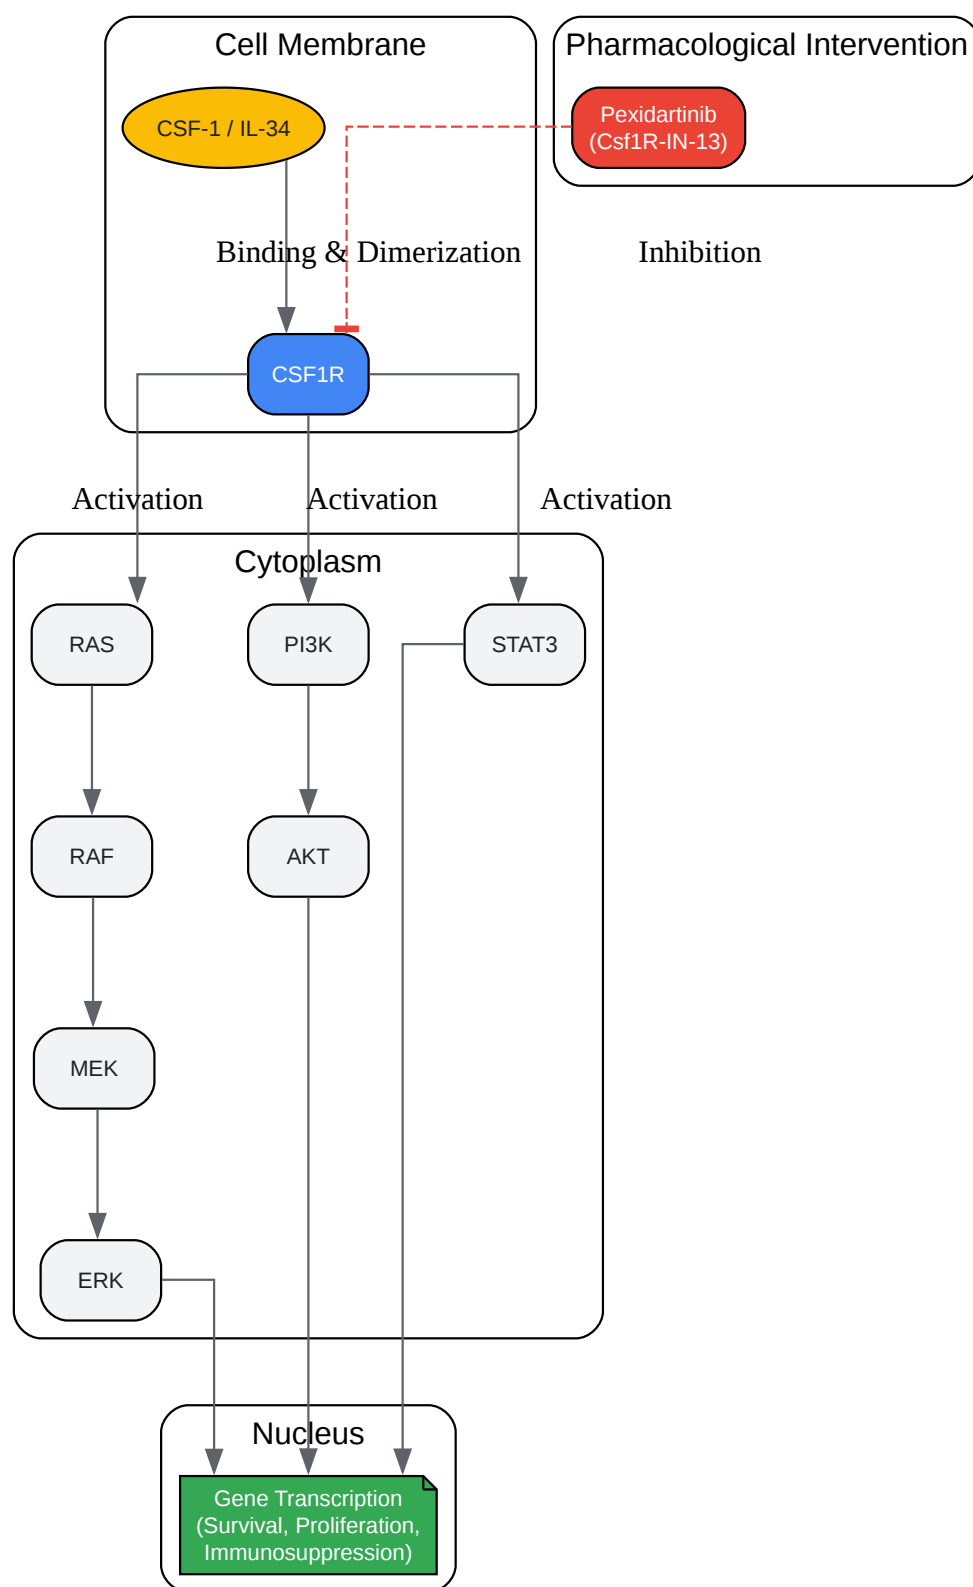 Cell Membrane
Pharmacological Intervention
CSF-1 / IL-34
Pexidartinib
(Csf1R-IN-13)
Binding & Dimerization
Inhibition
CSF1R
Activation
Activation
Activation
Cytoplasm
RAS
PI3K
STAT3
RAF
AKT
MEK
ERK
Nucleus
Gene Transcription
(Survival, Proliferation,
Immunosuppression)